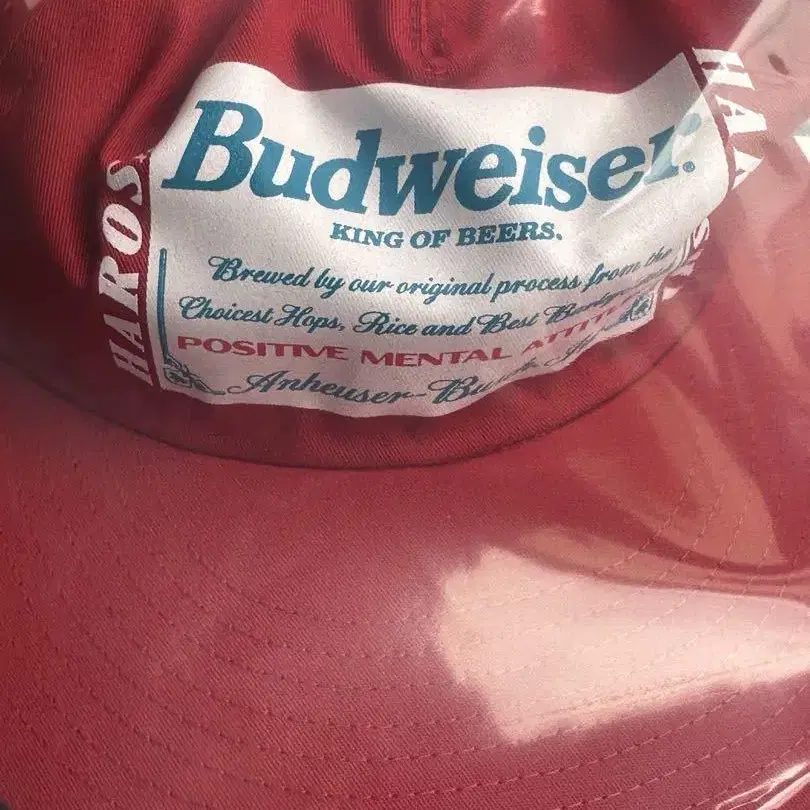 Budweiser®
KING OF BEERS.
Brewed by our original process from the
Choicest Hops, Rice and Best
POSITIVE MENTAL
Anheuser-
HAROS